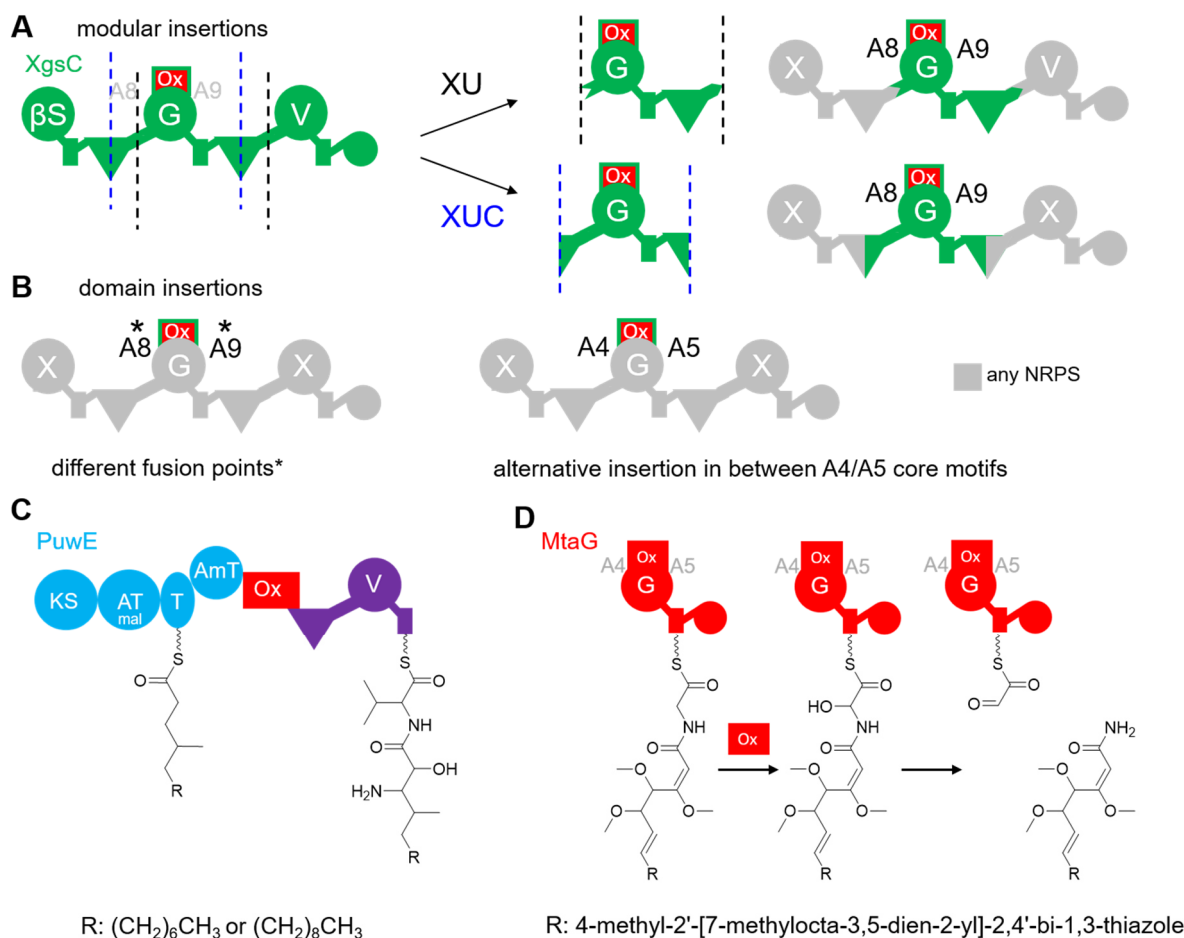 A
modular insertions
XgsC
A8 Ox A9
βS G V
XU
XUC
Ox
G
Ox
G
Ox
A8 A9
X G V
Ox
A8 A9
X G X
B
domain insertions
* Ox *
A8 A9
X G X
different fusion points*
Ox
A4 A5
X G X
any NRPS
alternative insertion in between A4/A5 core motifs
C
PuwE
KS AT mal T AmT Ox V
S
O
R
S
O
NH
O
OH
H2N
R
R: (CH2)6CH3 or (CH2)8CH3
D
MtaG
A4 Ox A5
G
S
O
NH
O
O
O
O
R
Ox
A4 Ox A5
G
S
O
HO
NH
O
O
O
O
R
A4 Ox A5
G
S
O
O
NH2
O
O
O
O
R
R: 4-methyl-2'-[7-methylocta-3,5-dien-2-yl]-2,4'-bi-1,3-thiazole